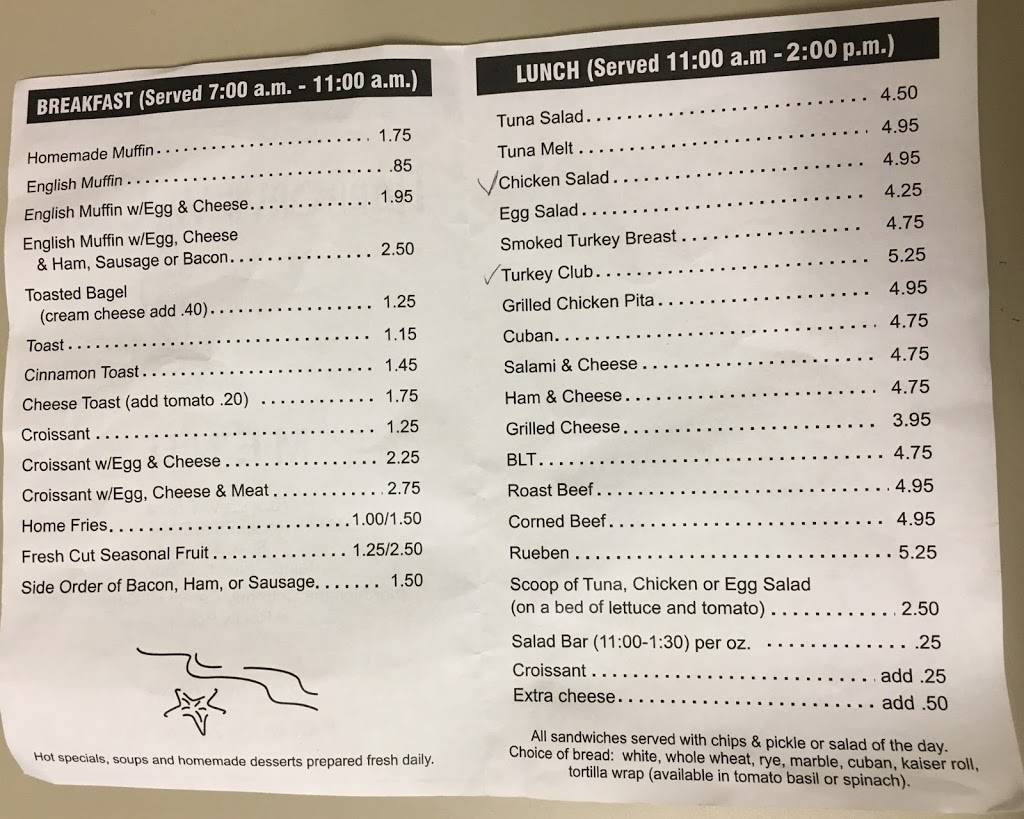 BREAKFAST (Served 7:00 a.m. - 11:00 a.m.)
Homemade Muffin 1.75
English Muffin .85
English Muffin w/Egg & Cheese 1.95
English Muffin w/Egg, Cheese
& Ham, Sausage or Bacon 2.50
Toasted Bagel
(cream cheese add .40) 1.25
Toast 1.15
Cinnamon Toast 1.45
Cheese Toast (add tomato .20) 1.75
Croissant 1.25
Croissant w/Egg & Cheese 2.25
Croissant w/Egg, Cheese & Meat 2.75
Home Fries 1.00/1.50
Fresh Cut Seasonal Fruit 1.25/2.50
Side Order of Bacon, Ham, or Sausage 1.50
Hot specials, soups and homemade desserts prepared fresh daily.
LUNCH (Served 11:00 a.m - 2:00 p.m.)
Tuna Salad 4.50
Tuna Melt 4.95
Chicken Salad 4.95
Egg Salad 4.25
Smoked Turkey Breast 4.75
Turkey Club 5.25
Grilled Chicken Pita 4.95
Cuban 4.75
Salami & Cheese 4.75
Ham & Cheese 4.75
Grilled Cheese 3.95
BLT 4.75
Roast Beef 4.95
Corned Beef 4.95
Rueben 5.25
Scoop of Tuna, Chicken or Egg Salad
(on a bed of lettuce and tomato) 2.50
Salad Bar (11:00-1:30) per oz. .25
Croissant add .25
Extra cheese add .50
All sandwiches served with chips & pickle or salad of the day.
Choice of bread: white, whole wheat, rye, marble, cuban, kaiser roll,
tortilla wrap (available in tomato basil or spinach).